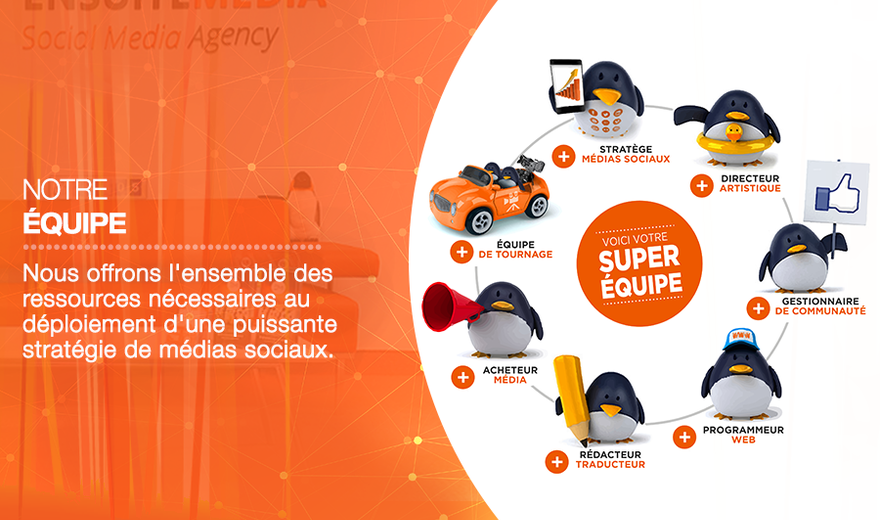 ENSUITEMEDIA
Social Media Agency
NOTRE
ÉQUIPE
Nous offrons l'ensemble des
ressources nécessaires au
déploiement d'une puissante
stratégie de médias sociaux.
STRATÈGE
MÉDIAS SOCIAUX
DIRECTEUR
ARTISTIQUE
GESTIONNAIRE
DE COMMUNAUTÉ
PROGRAMMEUR
WEB
RÉDACTEUR
TRADUCTEUR
ACHETEUR
MÉDIA
ÉQUIPE
DE TOURNAGE
VOICI VOTRE
SUPER
ÉQUIPE